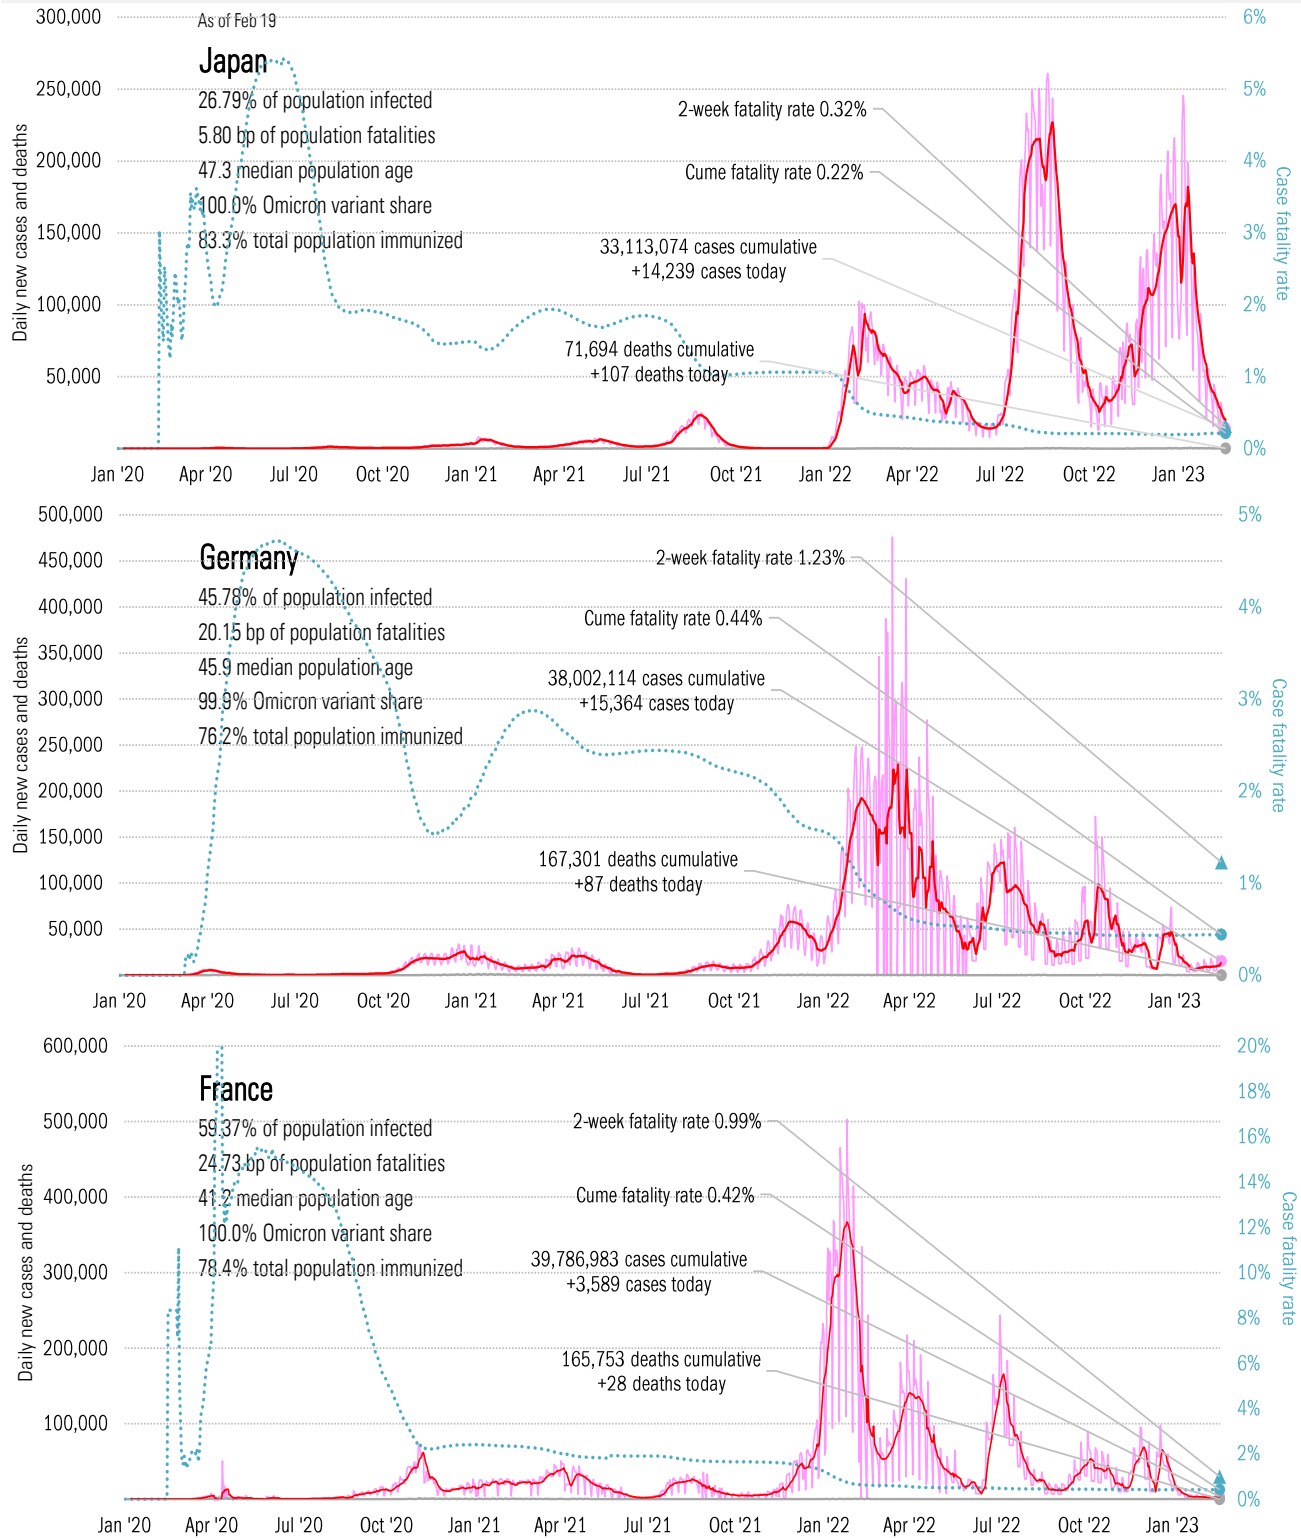 As of Feb 19
Japan
26.79% of population infected
5.80 bp of population fatalities
47.3 median population age
100.0% Omicron variant share
83.3% total population immunized
2-week fatality rate 0.32%
Cume fatality rate 0.22%
33,113,074 cases cumulative
+14,239 cases today
71,694 deaths cumulative
+107 deaths today
Daily new cases and deaths
300,000
250,000
200,000
150,000
100,000
50,000
6%
5%
4%
3%
2%
1%
0%
Case fatality rate
Jan '20 Apr '20 Jul '20 Oct '20 Jan '21 Apr '21 Jul '21 Oct '21 Jan '22 Apr '22 Jul '22 Oct '22 Jan '23
Germany
45.78% of population infected
20.15 bp of population fatalities
45.9 median population age
99.9% Omicron variant share
76.2% total population immunized
2-week fatality rate 1.23%
Cume fatality rate 0.44%
38,002,114 cases cumulative
+15,364 cases today
167,301 deaths cumulative
+87 deaths today
Daily new cases and deaths
500,000
450,000
400,000
350,000
300,000
250,000
200,000
150,000
100,000
50,000
5%
4%
3%
2%
1%
0%
Case fatality rate
Jan '20 Apr '20 Jul '20 Oct '20 Jan '21 Apr '21 Jul '21 Oct '21 Jan '22 Apr '22 Jul '22 Oct '22 Jan '23
France
59.37% of population infected
24.73 bp of population fatalities
41.2 median population age
100.0% Omicron variant share
78.4% total population immunized
2-week fatality rate 0.99%
Cume fatality rate 0.42%
39,786,983 cases cumulative
+3,589 cases today
165,753 deaths cumulative
+28 deaths today
Daily new cases and deaths
600,000
500,000
400,000
300,000
200,000
100,000
20%
18%
16%
14%
12%
10%
8%
6%
4%
2%
0%
Case fatality rate
Jan '20 Apr '20 Jul '20 Oct '20 Jan '21 Apr '21 Jul '21 Oct '21 Jan '22 Apr '22 Jul '22 Oct '22 Jan '23